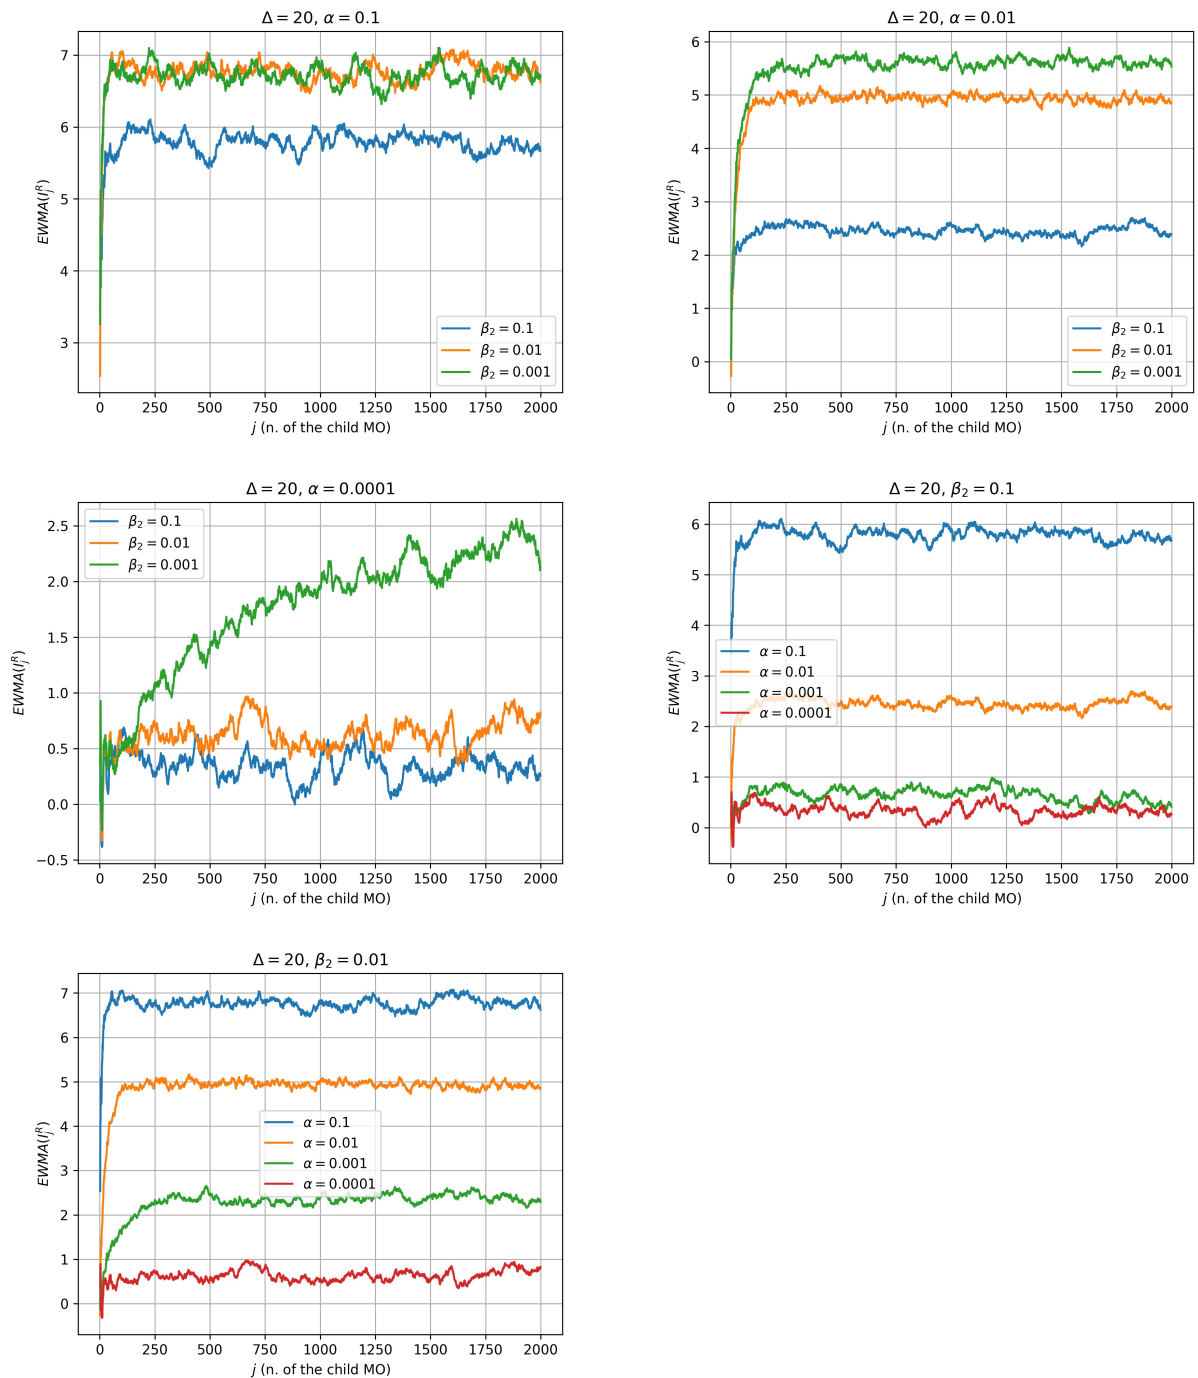 Δ = 20, α = 0.1
EWMA(I_j^R)
7
6
5
4
3
β₂ = 0.1
β₂ = 0.01
β₂ = 0.001
0 250 500 750 1000 1250 1500 1750 2000
j (n. of the child MO)
Δ = 20, α = 0.01
EWMA(I_j^R)
6
5
4
3
2
1
0
β₂ = 0.1
β₂ = 0.01
β₂ = 0.001
0 250 500 750 1000 1250 1500 1750 2000
j (n. of the child MO)
Δ = 20, α = 0.0001
EWMA(I_j^R)
2.5
2.0
1.5
1.0
0.5
0.0
−0.5
β₂ = 0.1
β₂ = 0.01
β₂ = 0.001
0 250 500 750 1000 1250 1500 1750 2000
j (n. of the child MO)
Δ = 20, β₂ = 0.1
EWMA(I_j^R)
6
5
4
3
2
1
0
α = 0.1
α = 0.01
α = 0.001
α = 0.0001
0 250 500 750 1000 1250 1500 1750 2000
j (n. of the child MO)
Δ = 20, β₂ = 0.01
EWMA(I_j^R)
7
6
5
4
3
2
1
0
α = 0.1
α = 0.01
α = 0.001
α = 0.0001
0 250 500 750 1000 1250 1500 1750 2000
j (n. of the child MO)